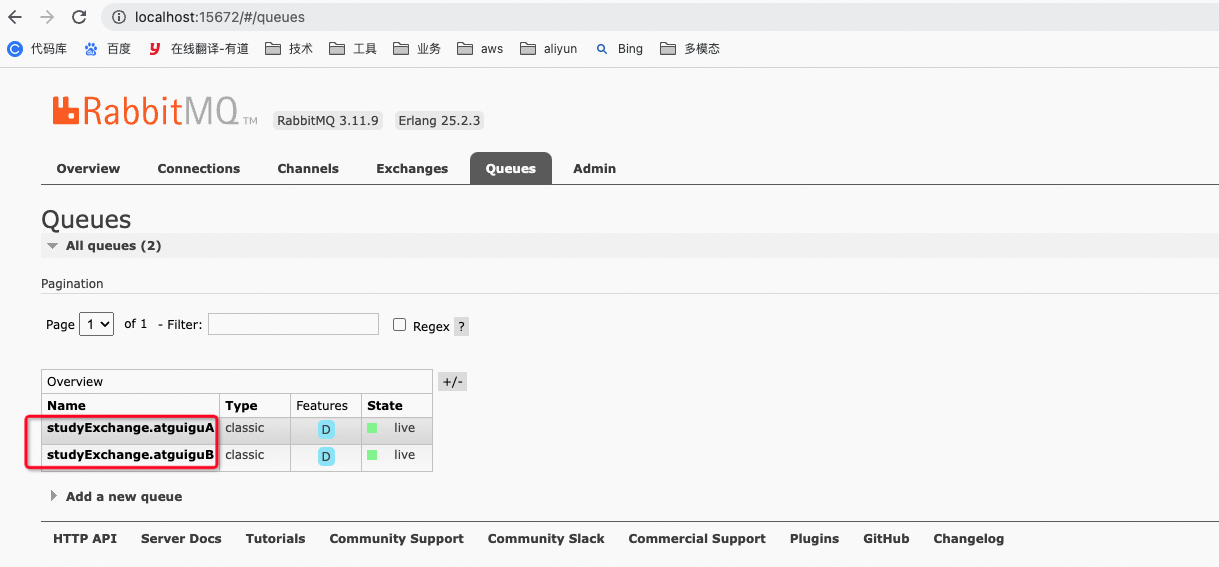 localhost:15672/#/queues
代码库 百度 在线翻译-有道 技术 工具 业务 aws aliyun Bing 多模态
RabbitMQ TM RabbitMQ 3.11.9 Erlang 25.2.3
Overview Connections Channels Exchanges Queues Admin
Queues
All queues (2)
Pagination
Page 1 of 1 - Filter: Regex ?
Overview +/-
Name Type Features State
studyExchange.atguiguA classic D live
studyExchange.atguiguB classic D live
Add a new queue
HTTP API Server Docs Tutorials Community Support Community Slack Commercial Support Plugins GitHub Changelog